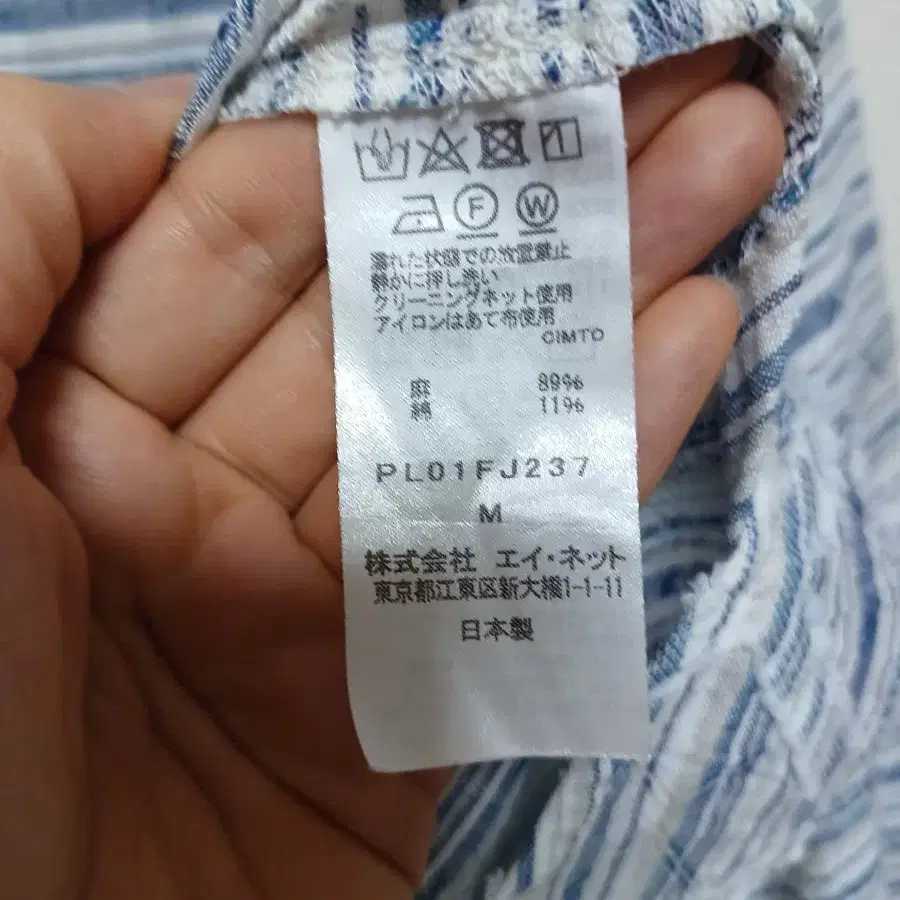 F W
濡れた状態での放置禁止
静かに押し洗い
クリーニングネット使用
アイロンはあて布使用
CIMTO
麻 89%
綿 11%
PL01FJ237
M
株式会社 エイ・ネット
東京都江東区新大橋1-1-11
日本製